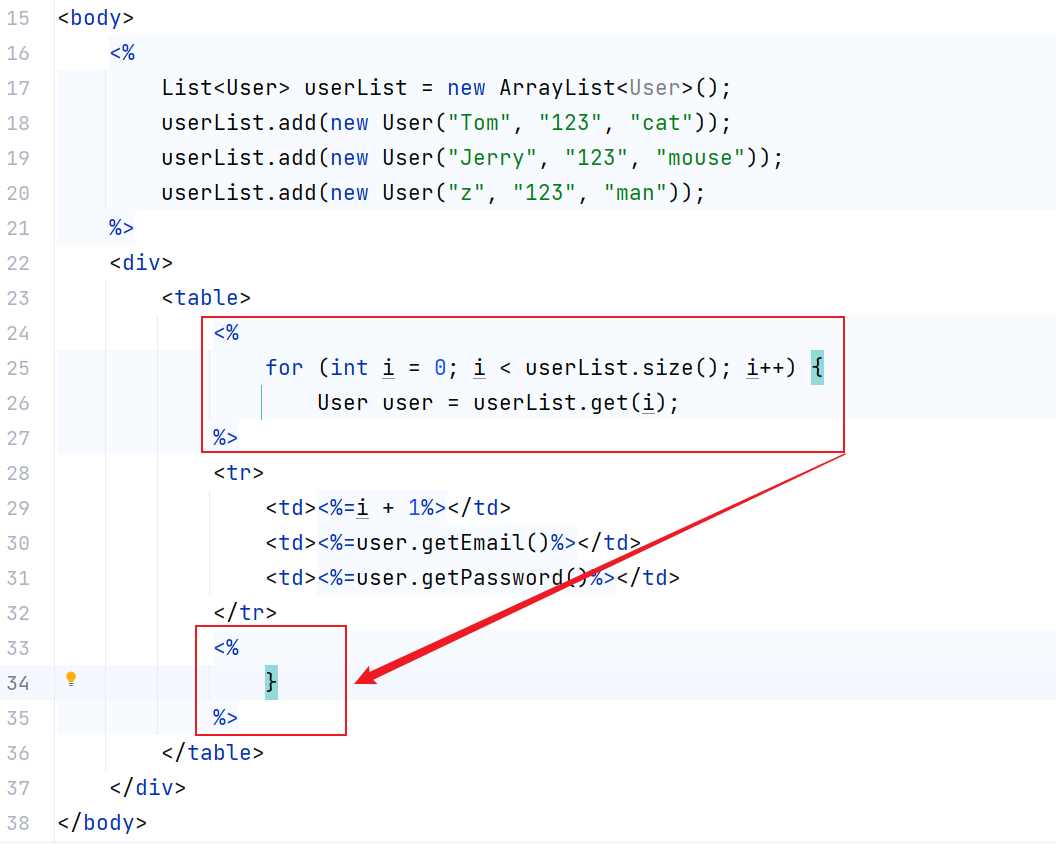 15 <body>
16 <%
17 List<User> userList = new ArrayList<User>();
18 userList.add(new User("Tom", "123", "cat"));
19 userList.add(new User("Jerry", "123", "mouse"));
20 userList.add(new User("z", "123", "man"));
21 %>
22 <div>
23 <table>
24 <%
25 for (int i = 0; i < userList.size(); i++) {
26 User user = userList.get(i);
27 %>
28 <tr>
29 <td><%=i + 1%></td>
30 <td><%=user.getEmail()%></td>
31 <td><%=user.getPassword()%></td>
32 </tr>
33 <%
34 }
35 %>
36 </table>
37 </div>
38 </body>